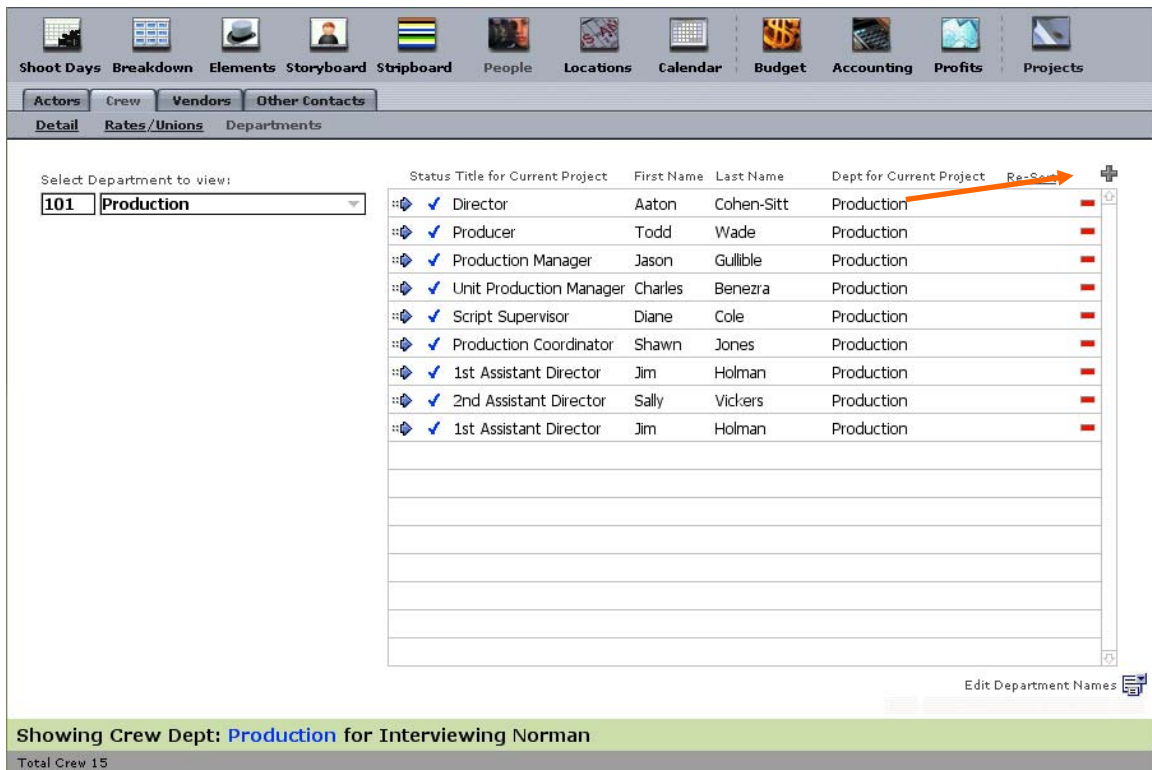 Shoot Days Breakdown Elements Storyboard Stripboard People Locations Calendar Budget Accounting Profits Projects
Actors Crew Vendors Other Contacts
Detail Rates/Unions Departments
Select Department to view:
101 Production
Status Title for Current Project First Name Last Name Dept for Current Project Re-Sort
Director Aaton Cohen-Sitt Production
Producer Todd Wade Production
Production Manager Jason Gullible Production
Unit Production Manager Charles Benezra Production
Script Supervisor Diane Cole Production
Production Coordinator Shawn Jones Production
1st Assistant Director Jim Holman Production
2nd Assistant Director Sally Vickers Production
1st Assistant Director Jim Holman Production
Edit Department Names
Showing Crew Dept: Production for Interviewing Norman
Total Crew 15